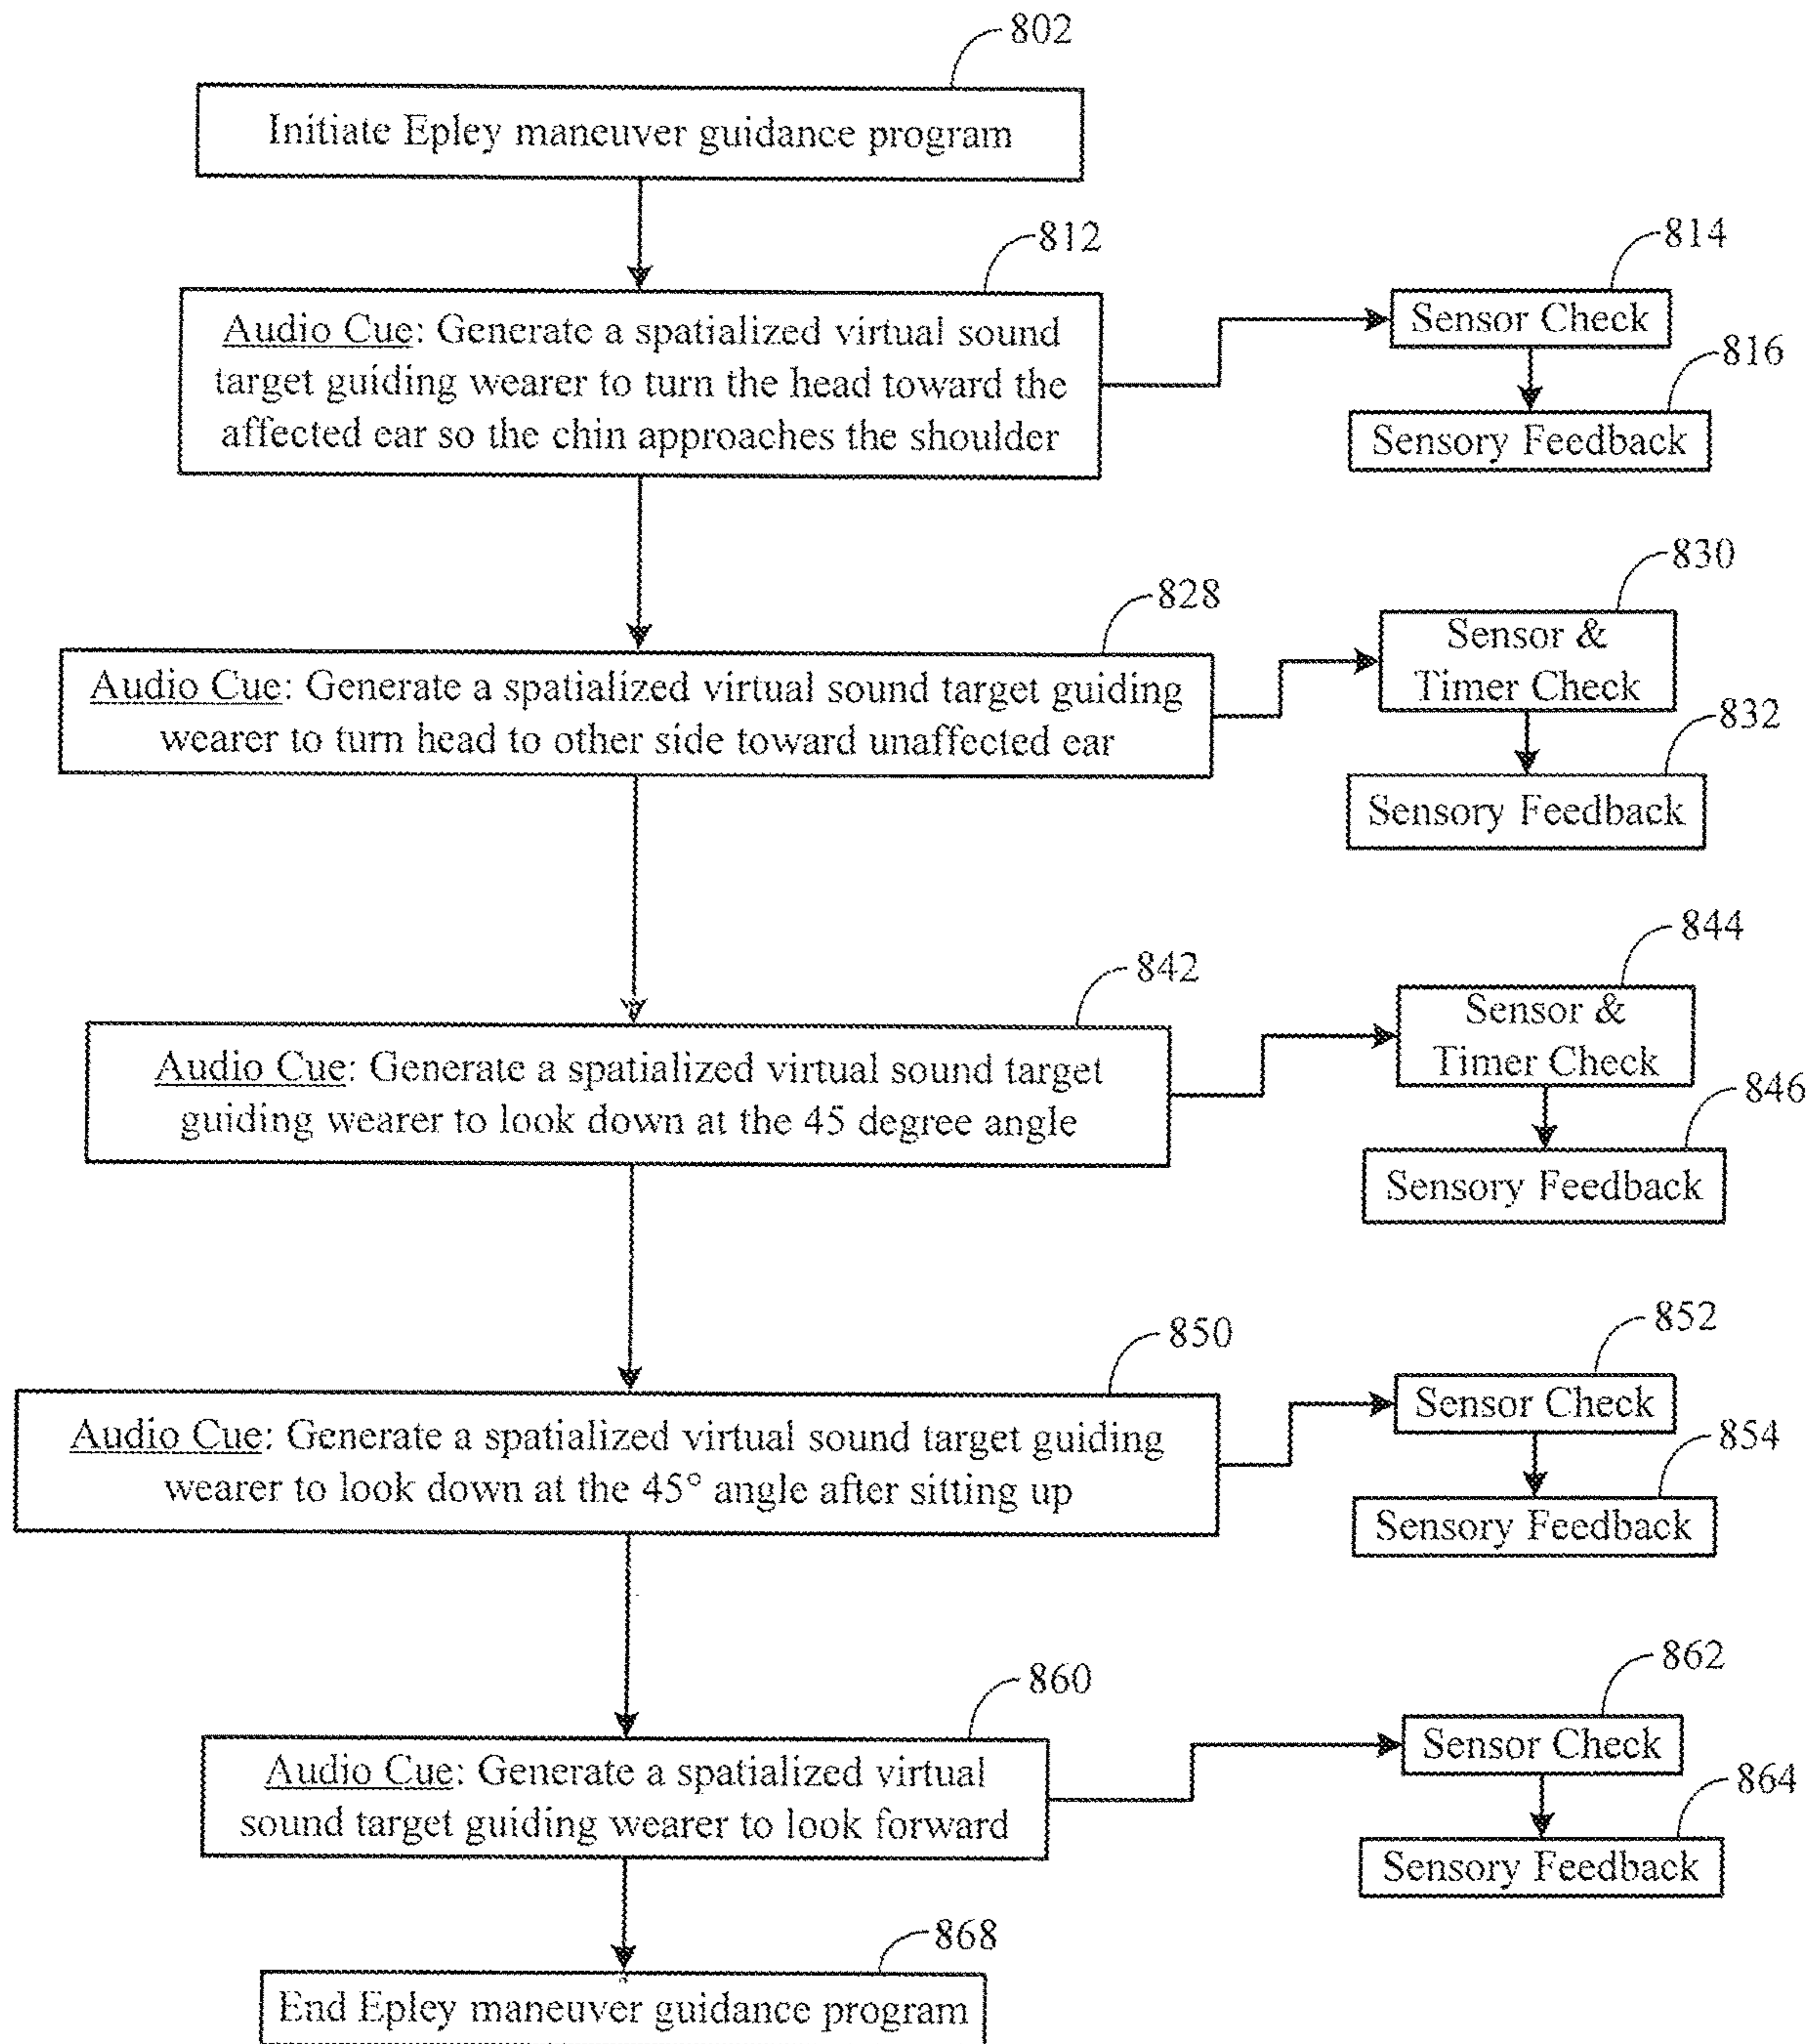 802
Initiate Epley maneuver guidance program
812
Audio Cue: Generate a spatialized virtual sound
target guiding wearer to turn the head toward the
affected ear so the chin approaches the shoulder
814
Sensor Check
816
Sensory Feedback
828
Audio Cue: Generate a spatialized virtual sound target guiding
wearer to turn head to other side toward unaffected ear
830
Sensor &
Timer Check
832
Sensory Feedback
842
Audio Cue: Generate a spatialized virtual sound target
guiding wearer to look down at the 45 degree angle
844
Sensor &
Timer Check
846
Sensory Feedback
850
Audio Cue: Generate a spatialized virtual sound target guiding
wearer to look down at the 45° angle after sitting up
852
Sensor Check
854
Sensory Feedback
860
Audio Cue: Generate a spatialized virtual
sound target guiding wearer to look forward
862
Sensor Check
864
Sensory Feedback
868
End Epley maneuver guidance program